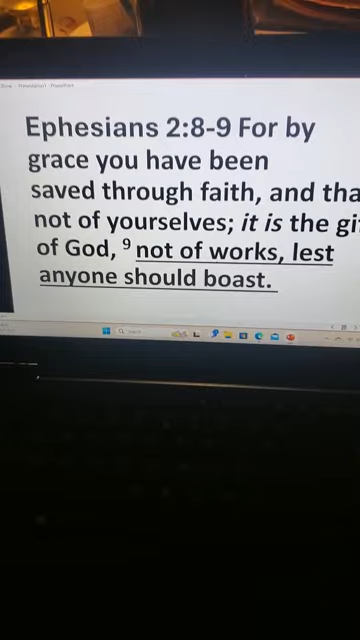 Ephesians 2:8-9 For by
grace you have been
saved through faith, and tha
not of yourselves; it is the gi
of God, 9 not of works, lest
anyone should boast.